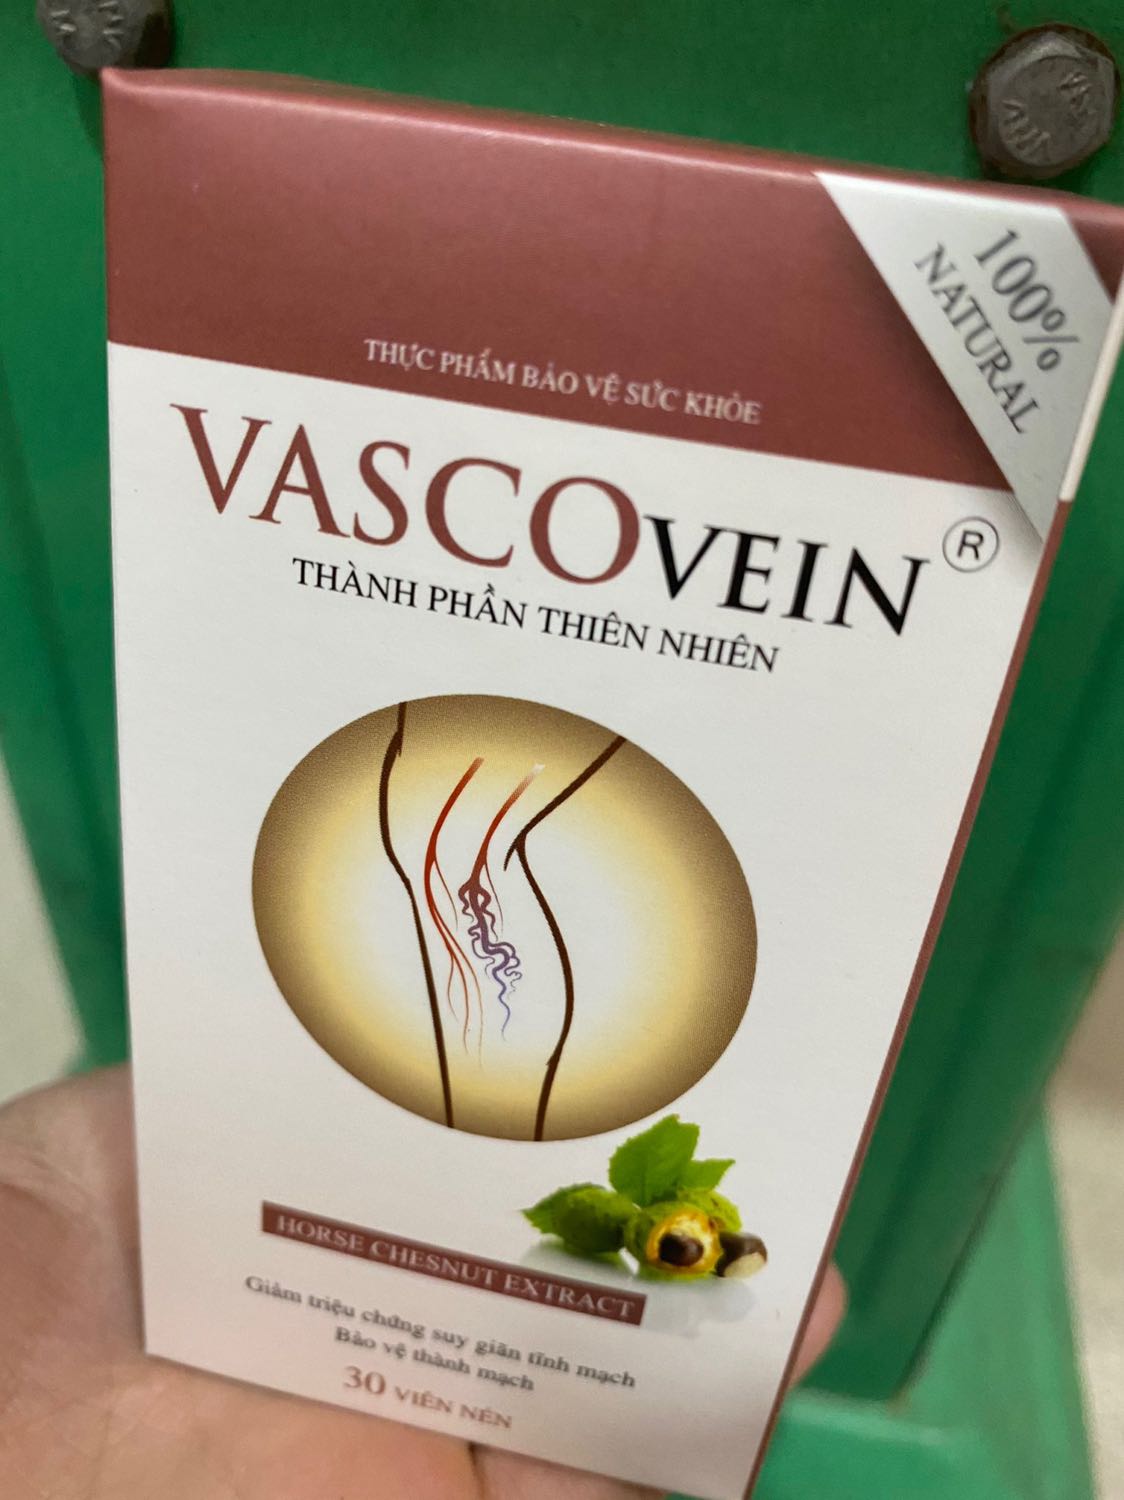 100%
NATURAL
THỰC PHẨM BẢO VỆ SỨC KHỎE
VASCOVEIN®
THÀNH PHẦN THIÊN NHIÊN
HORSE CHESNUT EXTRACT
Giảm triệu chứng suy giãn tĩnh mạch
Bảo vệ thành mạch
30 VIÊN NÉN